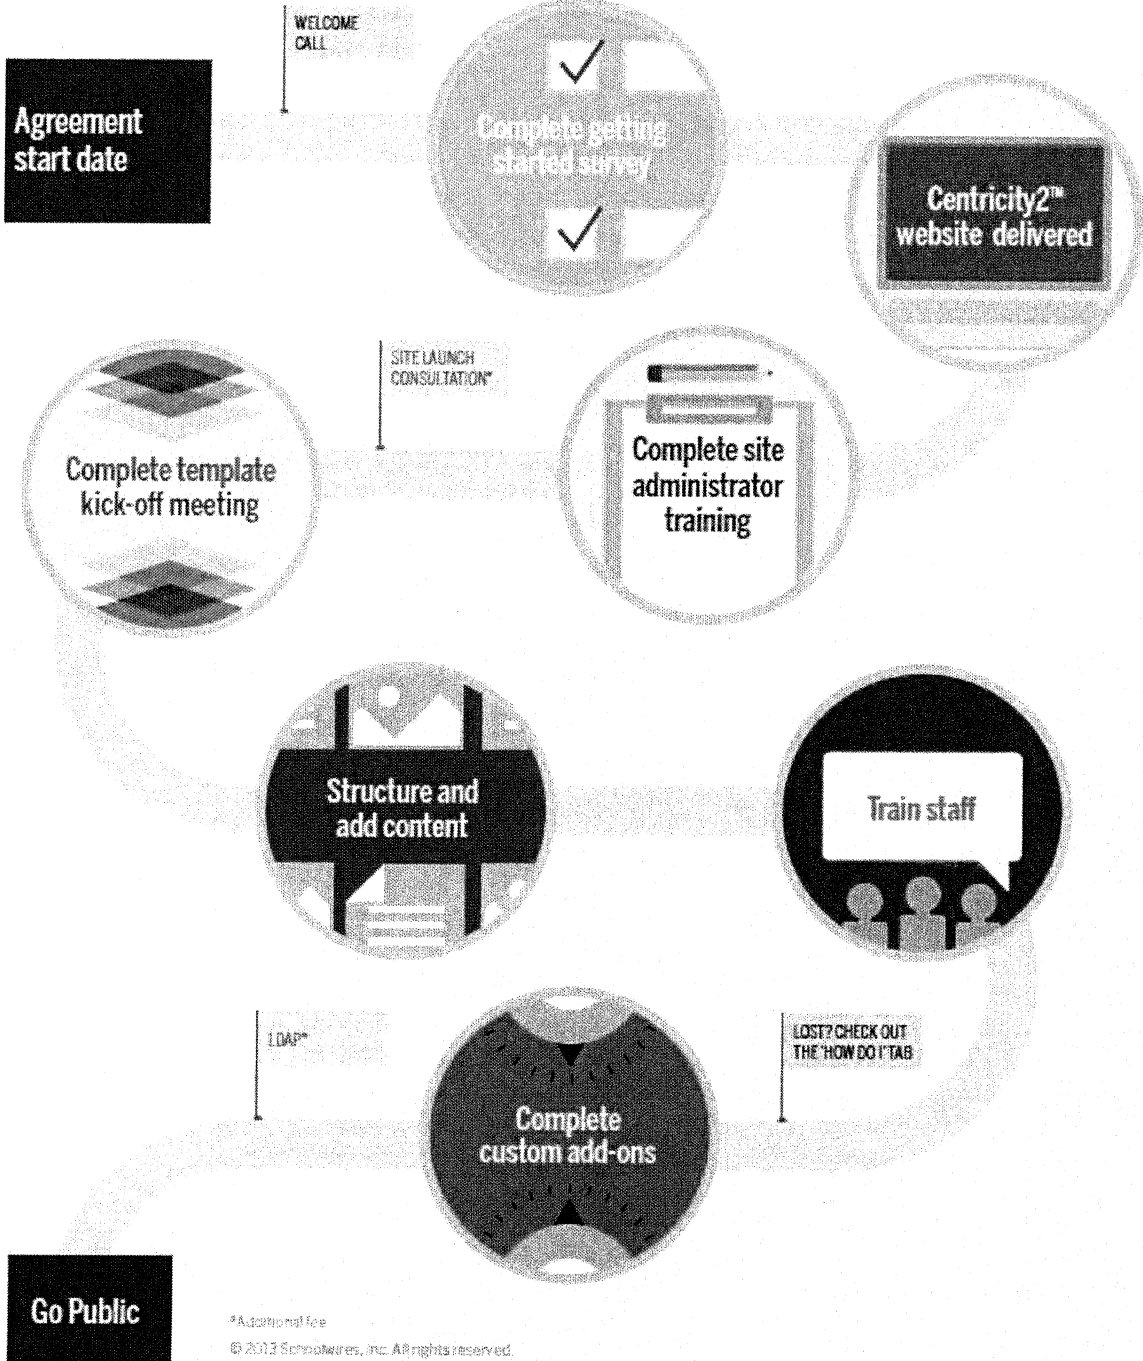 WELCOME
CALL
Agreement
start date
Complete getting
started survey
Centricity2™
website delivered
SITE LAUNCH
CONSULTATION*
Complete template
kick-off meeting
Complete site
administrator
training
Structure and
add content
Train staff
LDAP*
LOST? CHECK OUT
THE 'HOW DO I' TAB
Complete
custom add-ons
Go Public
*Additional fee
© 2013 Schoolwires, Inc. All rights reserved.